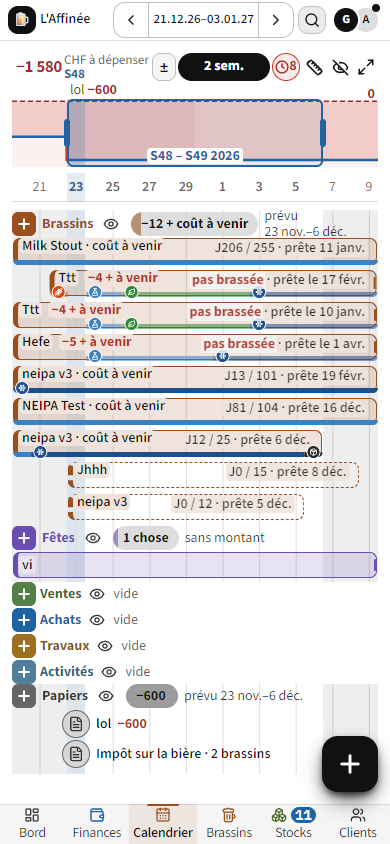 L'Affinée
21.12.26–03.01.27
G
A
−1 580 CHF à dépenser
S48
±
2 sem.
8
lol −600
0
S48 – S49 2026
21 23 25 27 29 1 3 5 7 9
Brassins
−12 + coût à venir
prévu
23 nov.–6 déc.
Milk Stout · coût à venir J206 / 255 · prête 11 janv.
Ttt −4 + à venir pas brassée · prête le 17 févr.
Ttt −4 + à venir pas brassée · prête le 10 janv.
Hefe −5 + à venir pas brassée · prête le 1 avr.
neipa v3 · coût à venir J13 / 101 · prête 19 févr.
NEIPA Test · coût à venir J81 / 104 · prête 16 déc.
neipa v3 · coût à venir J12 / 25 · prête 6 déc.
Jhhh J0 / 15 · prête 8 déc.
neipa v3 J0 / 12 · prête 5 déc.
Fêtes 1 chose sans montant
vi
Ventes vide
Achats vide
Travaux vide
Activités vide
Papiers −600 prévu 23 nov.–6 déc.
lol −600
Impôt sur la bière · 2 brassins
11
Bord Finances Calendrier Brassins Stocks Clients